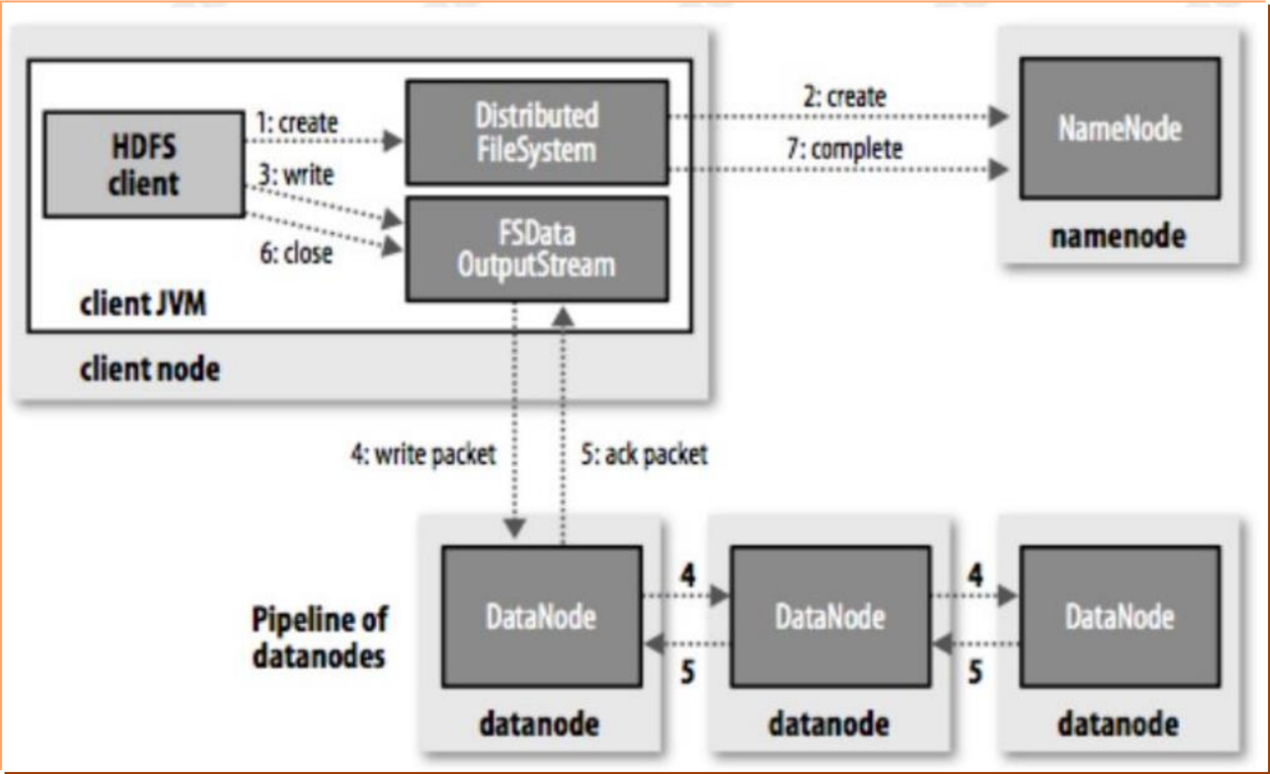 HDFS
client
1: create
3: write
6: close
Distributed
FileSystem
FSData
OutputStream
client JVM
client node
2: create
7: complete
NameNode
namenode
4: write packet
5: ack packet
Pipeline of
datanodes
DataNode
datanode
4
5
DataNode
datanode
4
5
DataNode
datanode